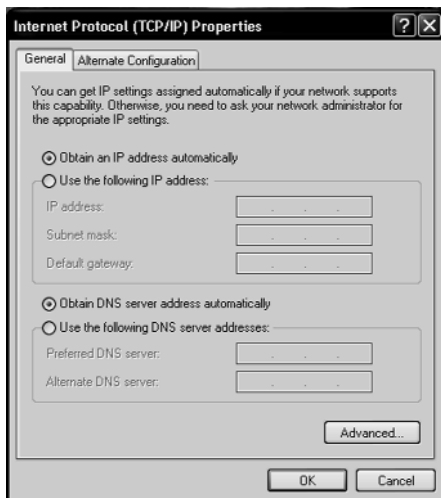 Internet Protocol (TCP/IP) Properties
General
Alternate Configuration
You can get IP settings assigned automatically if your network supports
this capability. Otherwise, you need to ask your network administrator for
the appropriate IP settings.
Obtain an IP address automatically
Use the following IP address:
IP address:
Subnet mask:
Default gateway:
Obtain DNS server address automatically
Use the following DNS server addresses:
Preferred DNS server:
Alternate DNS server:
Advanced...
OK
Cancel